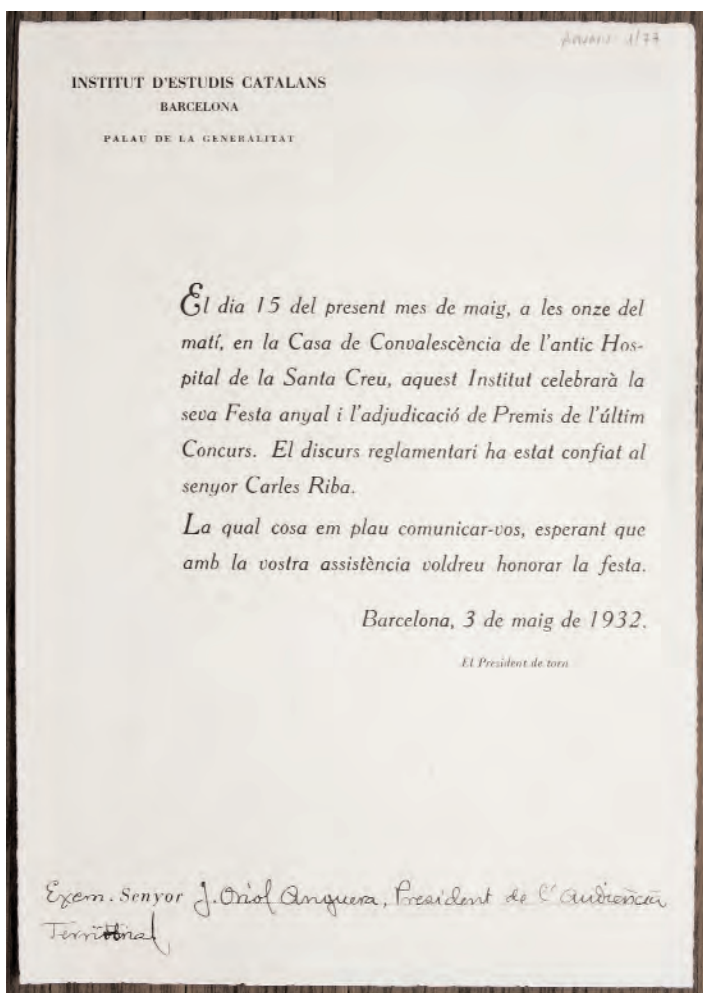 1/73
INSTITUT D'ESTUDIS CATALANS
BARCELONA
PALAU DE LA GENERALITAT
El dia 15 del present mes de maig, a les onze del
matí, en la Casa de Convalescència de l'antic Hos-
pital de la Santa Creu, aquest Institut celebrarà la
seva Festa anyal i l'adjudicació de Premis de l'últim
Concurs. El discurs reglamentari ha estat confiat al
senyor Carles Riba.
La qual cosa em plau comunicar-vos, esperant que
amb la vostra assistència voldreu honorar la festa.
Barcelona, 3 de maig de 1932.
El President de torn
Exem. Senyor J. Oriol Anguera, President de l'Audiència
Territorial